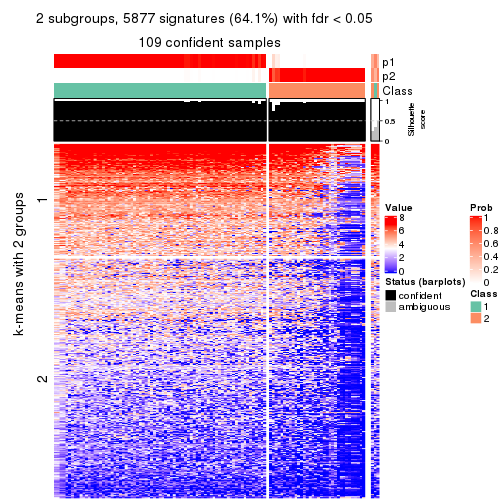 2 subgroups, 5877 signatures (64.1%) with fdr < 0.05
109 confident samples
p1
p2
Class
1
0.5
0
Silhouette
score
k-means with 2 groups
1
2
Value
8
6
4
2
0
Status (barplots)
confident
ambiguous
Prob
1
0.8
0.6
0.4
0.2
0
Class
1
2